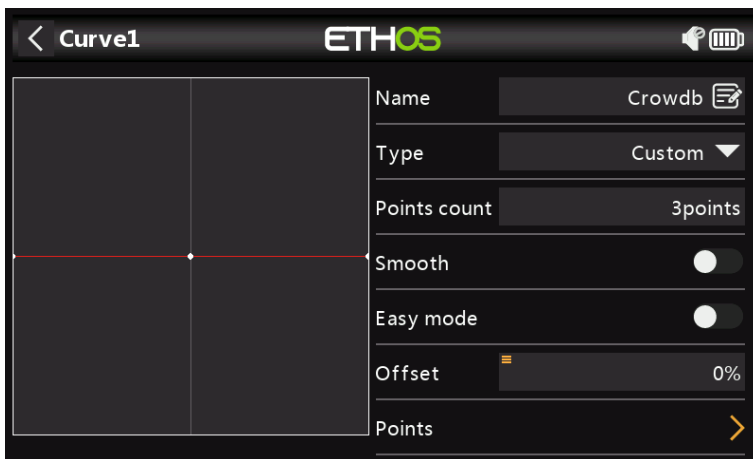 Curve1
ETHOS
Name
Crowdb
Type
Custom
Points count
3points
Smooth
Easy mode
Offset
0%
Points